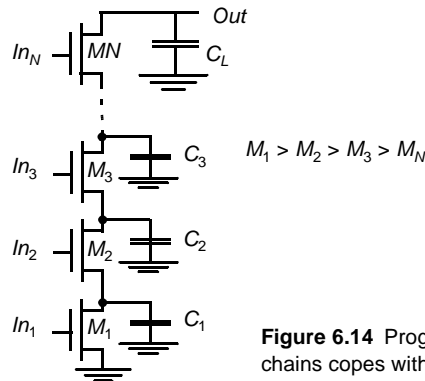 Out
In_N
MN
C_L
In_3
M_3
C_3
M_1 > M_2 > M_3 > M_N
In_2
M_2
C_2
In_1
M_1
C_1
Figure 6.14 Prog
chains copes with